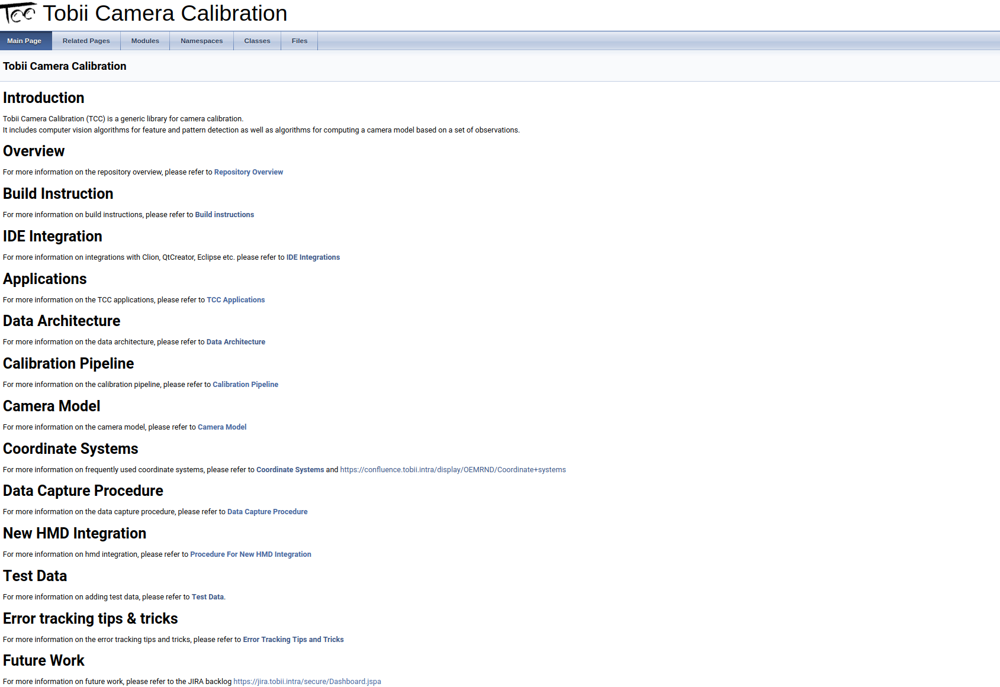 Tcc Tobii Camera Calibration
Main Page Related Pages Modules Namespaces Classes Files
Tobii Camera Calibration
Introduction
Tobii Camera Calibration (TCC) is a generic library for camera calibration.
It includes computer vision algorithms for feature and pattern detection as well as algorithms for computing a camera model based on a set of observations.
Overview
For more information on the repository overview, please refer to Repository Overview
Build Instruction
For more information on build instructions, please refer to Build instructions
IDE Integration
For more information on integrations with Clion, QtCreator, Eclipse etc. please refer to IDE Integrations
Applications
For more information on the TCC applications, please refer to TCC Applications
Data Architecture
For more information on the data architecture, please refer to Data Architecture
Calibration Pipeline
For more information on the calibration pipeline, please refer to Calibration Pipeline
Camera Model
For more information on the camera model, please refer to Camera Model
Coordinate Systems
For more information on frequently used coordinate systems, please refer to Coordinate Systems and https://confluence.tobii.intra/display/OEMRND/Coordinate+systems
Data Capture Procedure
For more information on the data capture procedure, please refer to Data Capture Procedure
New HMD Integration
For more information on hmd integration, please refer to Procedure For New HMD Integration
Test Data
For more information on adding test data, please refer to Test Data.
Error tracking tips & tricks
For more information on the error tracking tips and tricks, please refer to Error Tracking Tips and Tricks
Future Work
For more information on future work, please refer to the JIRA backlog https://jira.tobii.intra/secure/Dashboard.jspa